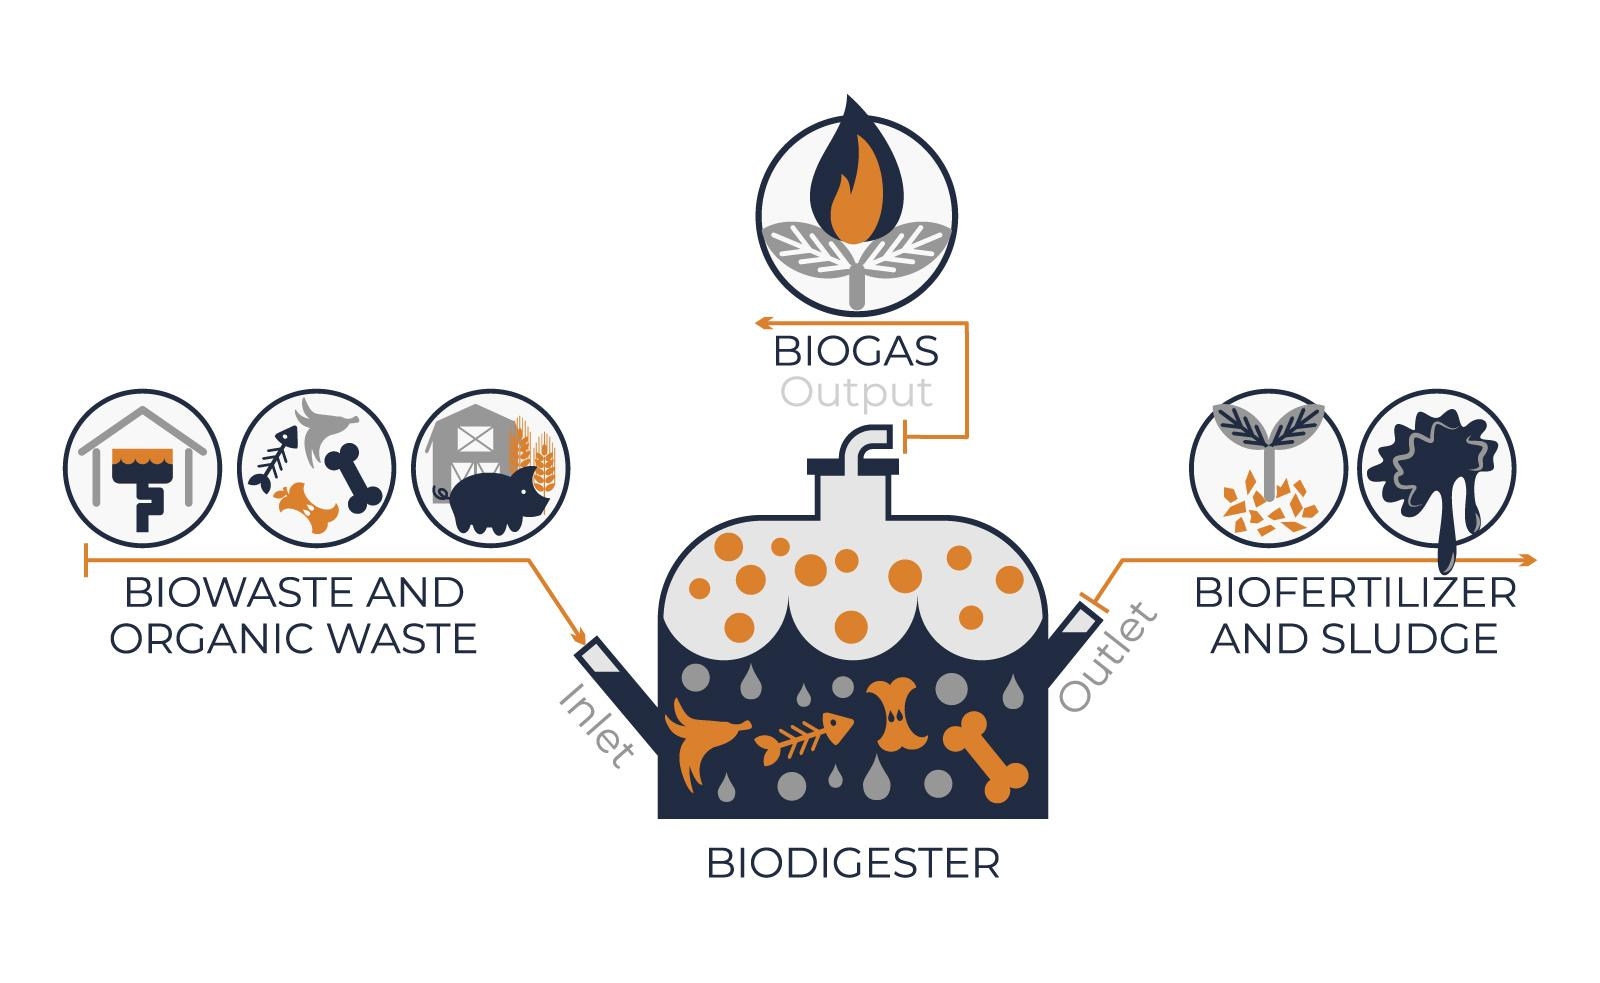 BIOGAS
Output
BIOWASTE AND
ORGANIC WASTE
Inlet
Outlet
BIOFERTILIZER
AND SLUDGE
BIODIGESTER